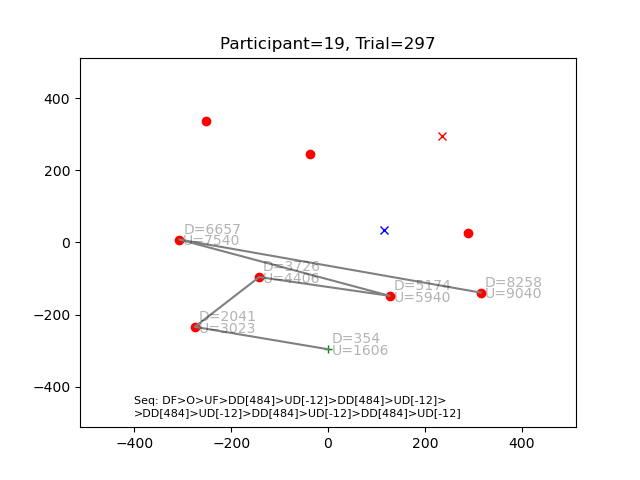 Participant=19, Trial=297
400
200
0
−200
−400
D=6657
U=7540
D=3726
U=4406
D=5174
U=5940
D=8258
U=9040
D=2041
U=3023
D=354
U=1606
Seq: DF>O>UF>DD[484]>UD[-12]>DD[484]>UD[-12]>
>DD[484]>UD[-12]>DD[484]>UD[-12]>DD[484]>UD[-12]
−400 −200 0 200 400